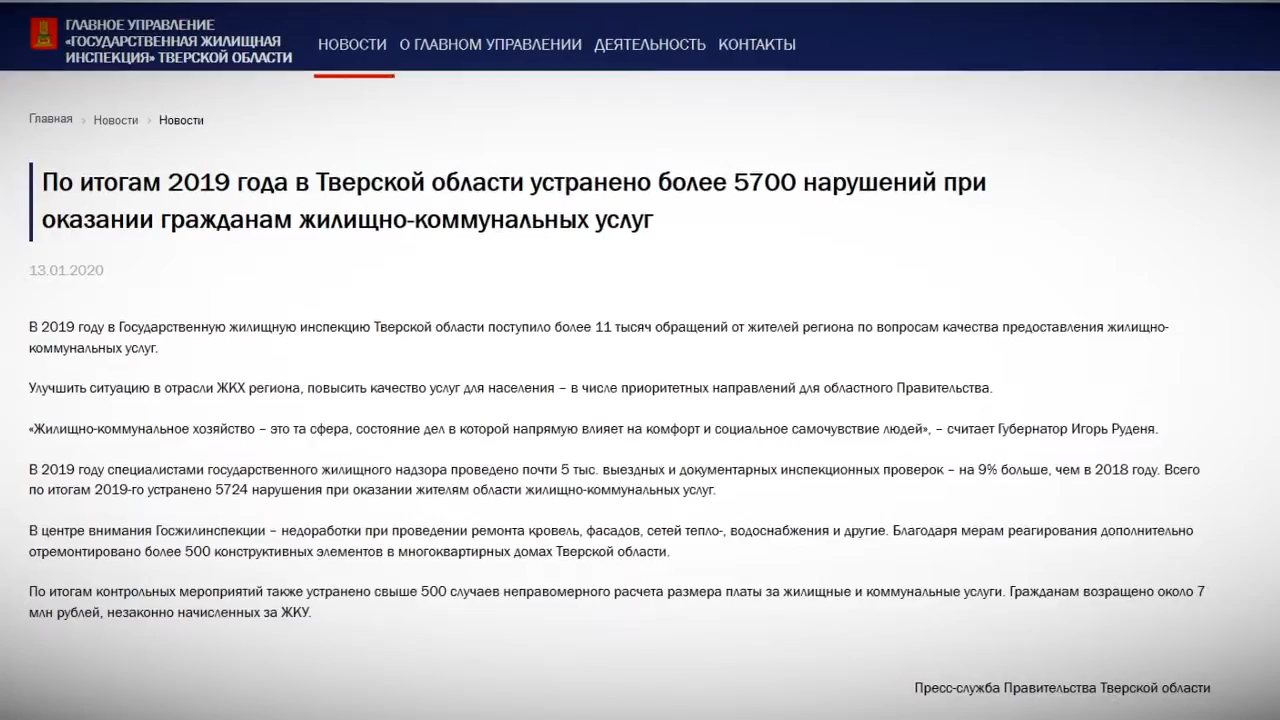 ГЛАВНОЕ УПРАВЛЕНИЕ
«ГОСУДАРСТВЕННАЯ ЖИЛИЩНАЯ
ИНСПЕКЦИЯ» ТВЕРСКОЙ ОБЛАСТИ
НОВОСТИ О ГЛАВНОМ УПРАВЛЕНИИ ДЕЯТЕЛЬНОСТЬ КОНТАКТЫ
Главная › Новости › Новости
По итогам 2019 года в Тверской области устранено более 5700 нарушений при
оказании гражданам жилищно-коммунальных услуг
13.01.2020
В 2019 году в Государственную жилищную инспекцию Тверской области поступило более 11 тысяч обращений от жителей региона по вопросам качества предоставления жилищно-
коммунальных услуг.
Улучшить ситуацию в отрасли ЖКХ региона, повысить качество услуг для населения – в числе приоритетных направлений для областного Правительства.
«Жилищно-коммунальное хозяйство – это та сфера, состояние дел в которой напрямую влияет на комфорт и социальное самочувствие людей», – считает Губернатор Игорь Руденя.
В 2019 году специалистами государственного жилищного надзора проведено почти 5 тыс. выездных и документарных инспекционных проверок – на 9% больше, чем в 2018 году. Всего
по итогам 2019-го устранено 5724 нарушения при оказании жителям области жилищно-коммунальных услуг.
В центре внимания Госжилинспекции – недоработки при проведении ремонта кровель, фасадов, сетей тепло-, водоснабжения и другие. Благодаря мерам реагирования дополнительно
отремонтировано более 500 конструктивных элементов в многоквартирных домах Тверской области.
По итогам контрольных мероприятий также устранено свыше 500 случаев неправомерного расчета размера платы за жилищные и коммунальные услуги. Гражданам возращено около 7
млн рублей, незаконно начисленных за ЖКУ.
Пресс-служба Правительства Тверской области